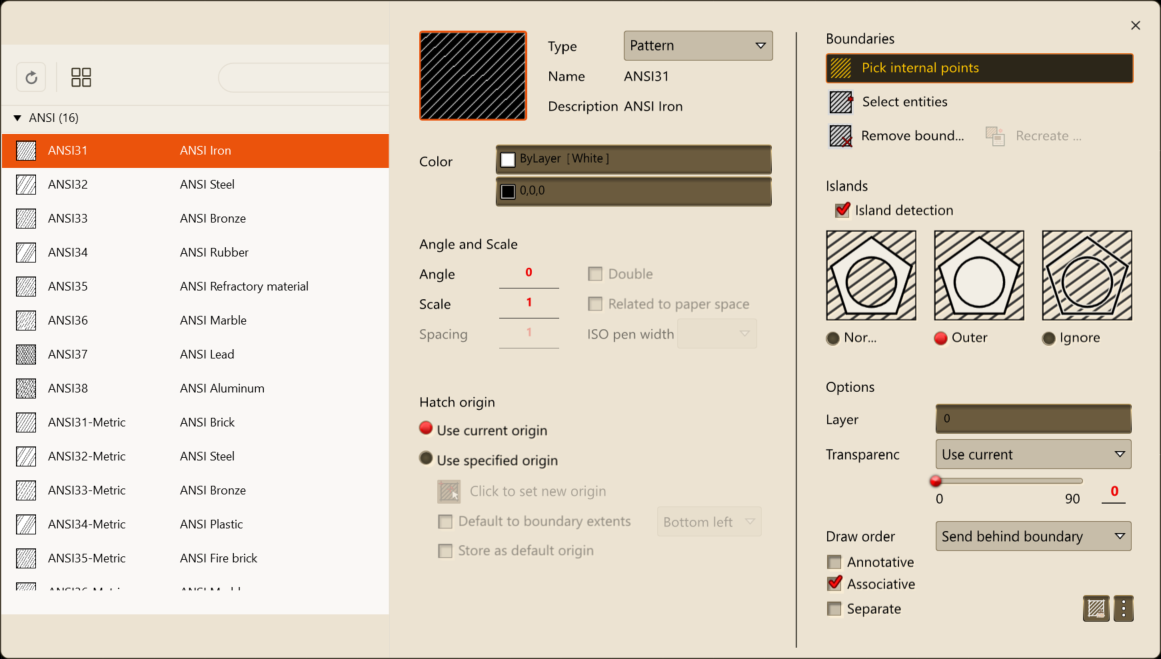 ANSI (16)
ANSI31 ANSI Iron
ANSI32 ANSI Steel
ANSI33 ANSI Bronze
ANSI34 ANSI Rubber
ANSI35 ANSI Refractory material
ANSI36 ANSI Marble
ANSI37 ANSI Lead
ANSI38 ANSI Aluminum
ANSI31-Metric ANSI Brick
ANSI32-Metric ANSI Steel
ANSI33-Metric ANSI Bronze
ANSI34-Metric ANSI Plastic
ANSI35-Metric ANSI Fire brick
Type Pattern
Name ANSI31
Description ANSI Iron
Color ByLayer [White]
0,0,0
Angle and Scale
Angle 0 Double
Scale 1 Related to paper space
Spacing 1 ISO pen width
Hatch origin
Use current origin
Use specified origin
Click to set new origin
Default to boundary extents Bottom left
Store as default origin
Boundaries
Pick internal points
Select entities
Remove bound... Recreate ...
Islands
Island detection
Nor... Outer Ignore
Options
Layer 0
Transparenc Use current
0 90 0
Draw order Send behind boundary
Annotative
Associative
Separate